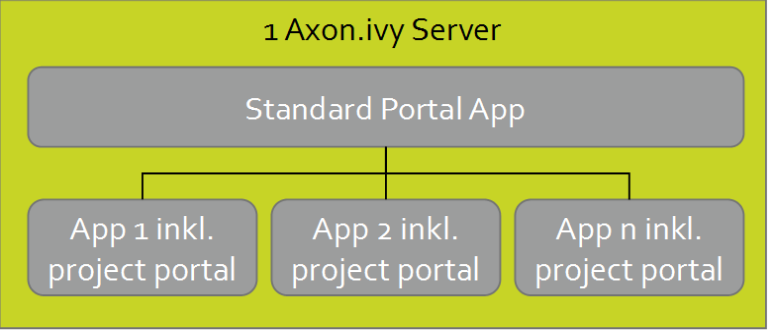 1 Axon.ivy Server
Standard Portal App
App 1 inkl.
project portal
App 2 inkl.
project portal
App n inkl.
project portal